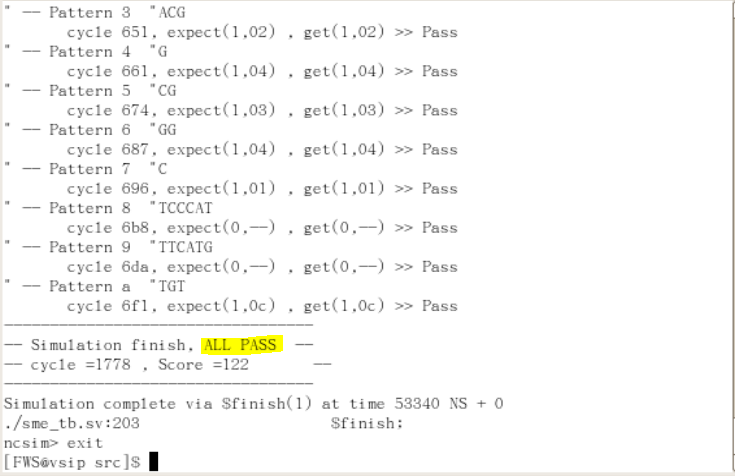 " -- Pattern 3  "ACG
cycle 651, expect(1,02) , get(1,02) >> Pass
" -- Pattern 4  "G
cycle 661, expect(1,04) , get(1,04) >> Pass
" -- Pattern 5  "CG
cycle 674, expect(1,03) , get(1,03) >> Pass
" -- Pattern 6  "GG
cycle 687, expect(1,04) , get(1,04) >> Pass
" -- Pattern 7  "C
cycle 696, expect(1,01) , get(1,01) >> Pass
" -- Pattern 8  "TCCCAT
cycle 6b8, expect(0,--) , get(0,--) >> Pass
" -- Pattern 9  "TTCATG
cycle 6da, expect(0,--) , get(0,--) >> Pass
" -- Pattern a  "TGT
cycle 6f1, expect(1,0c) , get(1,0c) >> Pass
----------------------------------
-- Simulation finish, ALL PASS  --
-- cycle =1778 , Score =122       --
----------------------------------
Simulation complete via $finish(1) at time 53340 NS + 0
./sme_tb.sv:203                     $finish;
ncsim> exit
[FWS@vsip src]$